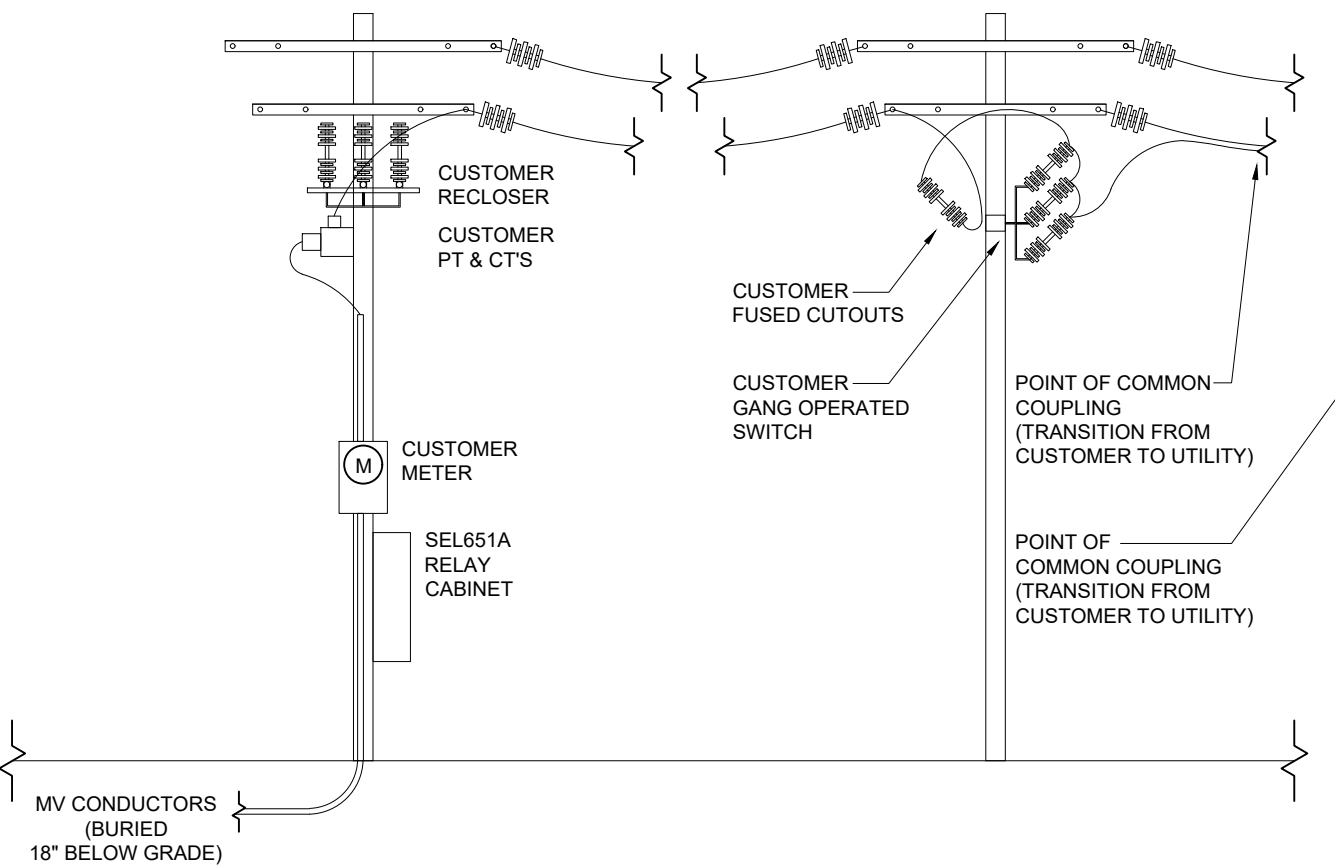 CUSTOMER
RECLOSER
CUSTOMER
PT & CT'S
CUSTOMER
METER
M
SEL651A
RELAY
CABINET
MV CONDUCTORS
(BURIED
18" BELOW GRADE)
CUSTOMER
FUSED CUTOUTS
CUSTOMER
GANG OPERATED
SWITCH
POINT OF COMMON
COUPLING
(TRANSITION FROM
CUSTOMER TO UTILITY)
POINT OF
COMMON COUPLING
(TRANSITION FROM
CUSTOMER TO UTILITY)